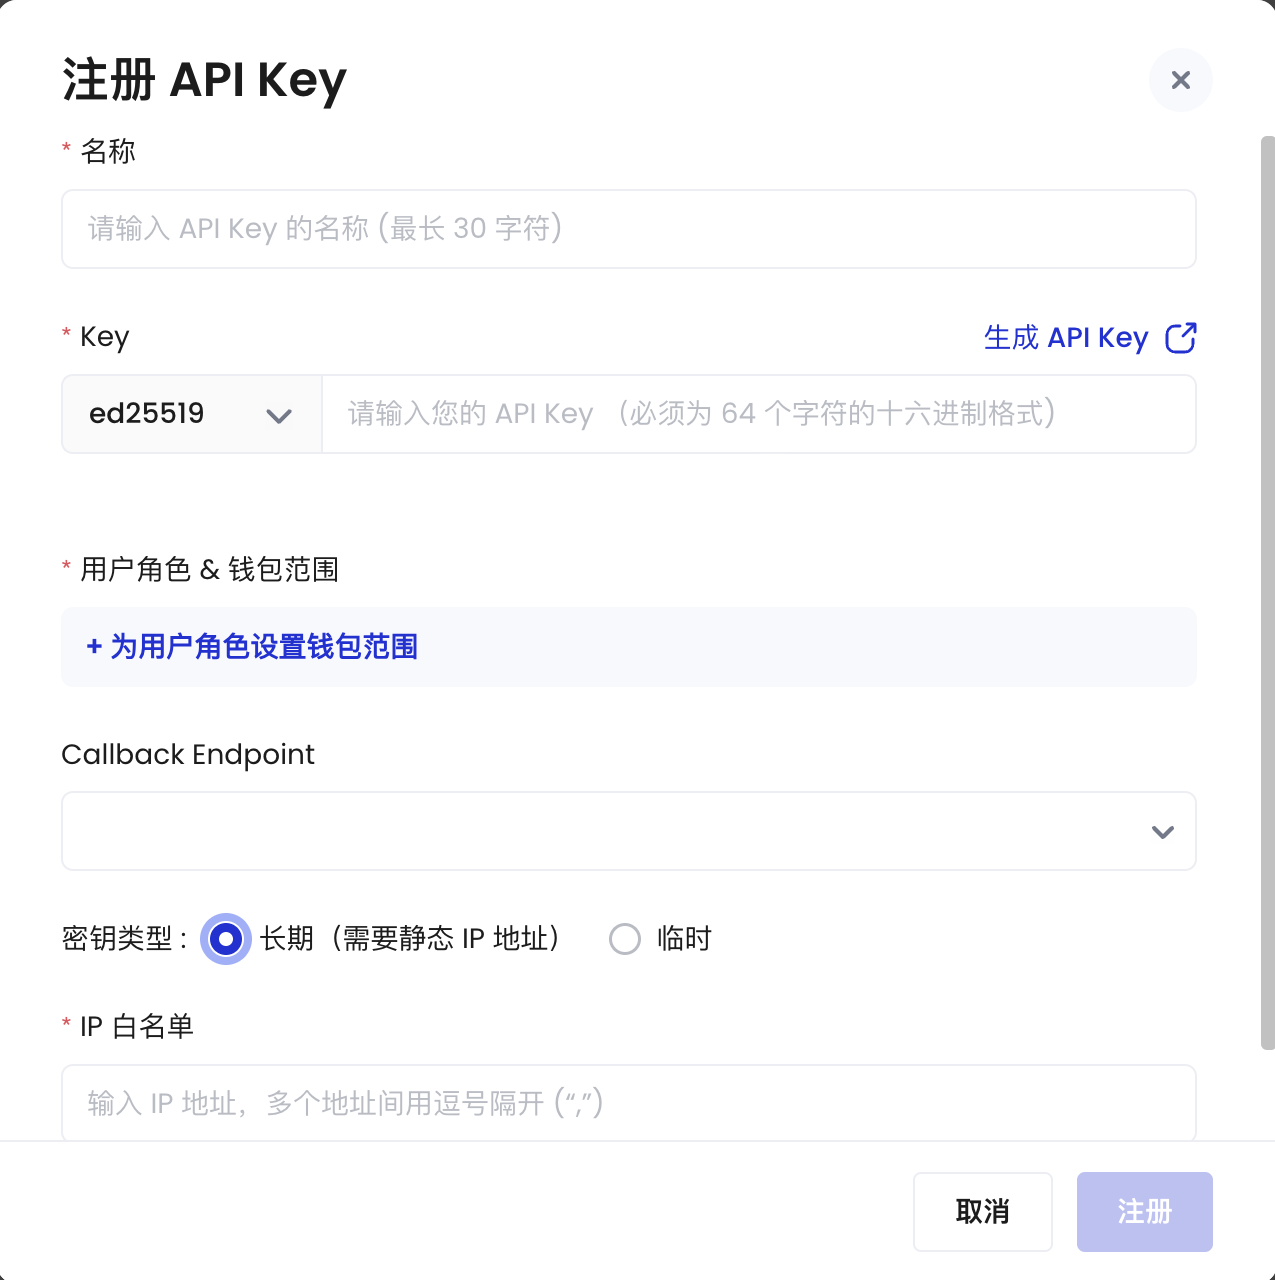 注册 API Key
* 名称
请输入 API Key 的名称 (最长 30 字符)
* Key
生成 API Key
ed25519
请输入您的 API Key （必须为 64 个字符的十六进制格式）
* 用户角色 & 钱包范围
+ 为用户角色设置钱包范围
Callback Endpoint
密钥类型 : 长期（需要静态 IP 地址） 临时
* IP 白名单
输入 IP 地址，多个地址间用逗号隔开 (“,”)
取消 注册